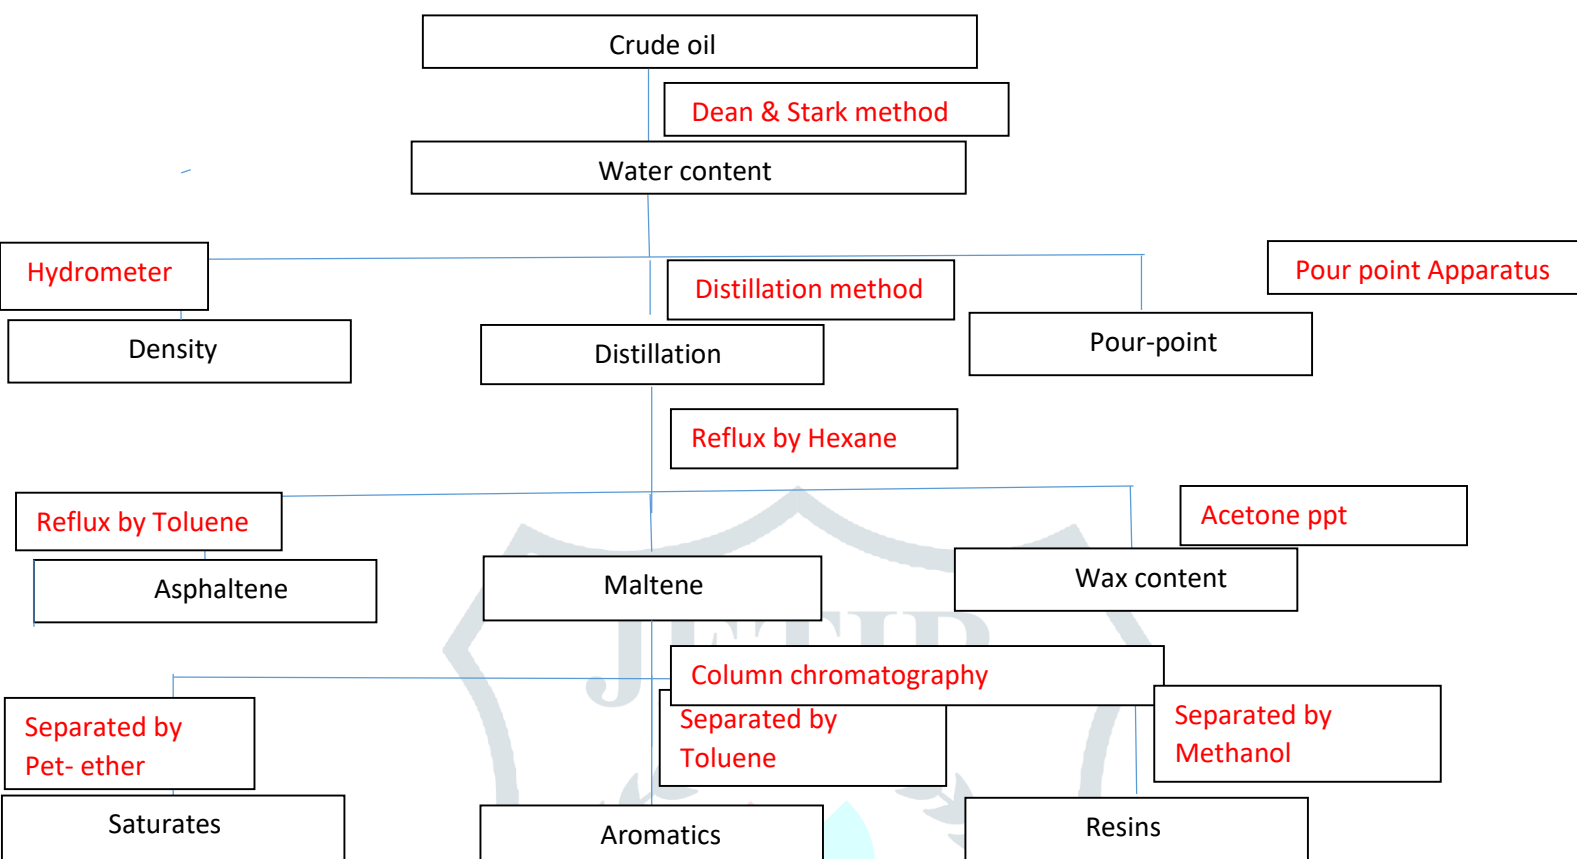 Crude oil
Dean & Stark method
Water content
Hydrometer
Distillation method
Pour point Apparatus
Density
Distillation
Pour-point
Reflux by Hexane
Reflux by Toluene
Acetone ppt
Asphaltene
Maltene
Wax content
JETIR
Column chromatography
Separated by
Pet- ether
Separated by
Toluene
Separated by
Methanol
Saturates
Aromatics
Resins